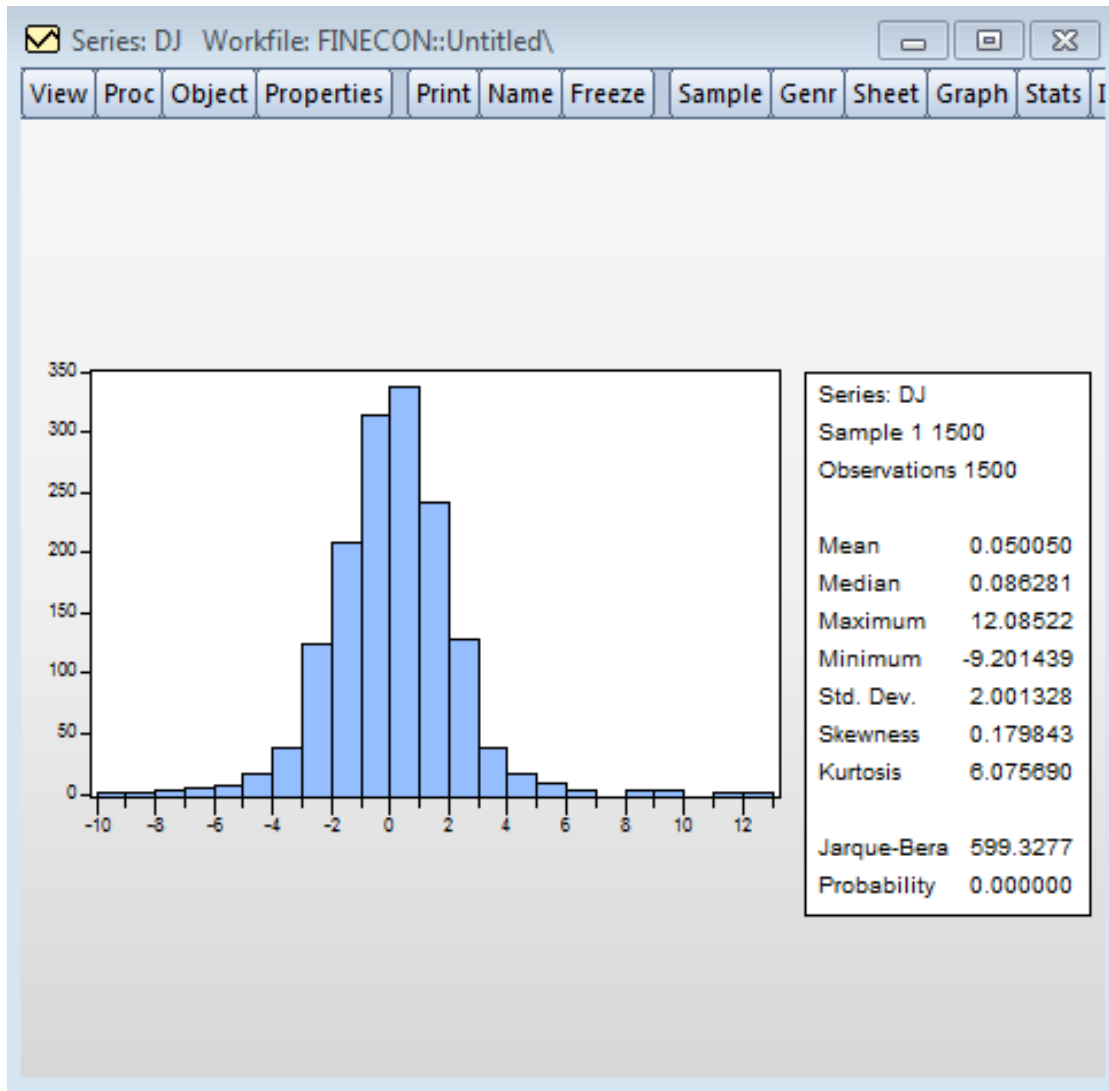 Series: DJ Workfile: FINECON::Untitled\
View Proc Object Properties Print Name Freeze Sample Genr Sheet Graph Stats I
350
300
250
200
150
100
50
0
-10 -8 -6 -4 -2 0 2 4 6 8 10 12
Series: DJ
Sample 1 1500
Observations 1500
Mean 0.050050
Median 0.086281
Maximum 12.08522
Minimum -9.201439
Std. Dev. 2.001328
Skewness 0.179843
Kurtosis 6.075690
Jarque-Bera 599.3277
Probability 0.000000